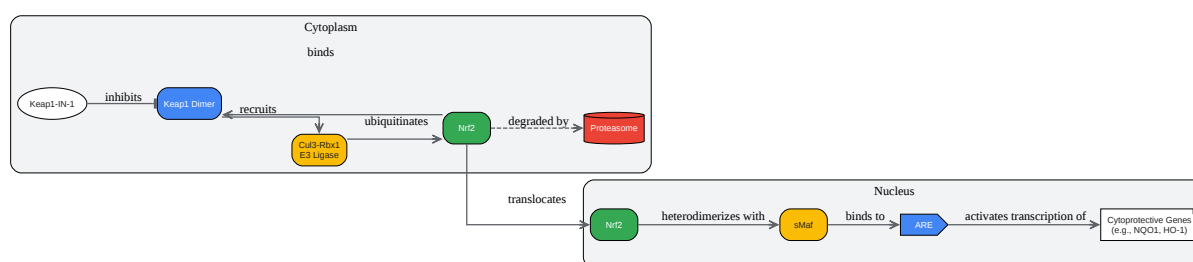 Cytoplasm
binds
Keap1-IN-1
inhibits
Keap1 Dimer
recruits
Cul3-Rbx1
E3 Ligase
ubiquitinates
Nrf2
degraded by
Proteasome
translocates
Nucleus
Nrf2
heterodimerizes with
sMaf
binds to
ARE
activates transcription of
Cytoprotective Genes
(e.g., NQO1, HO-1)